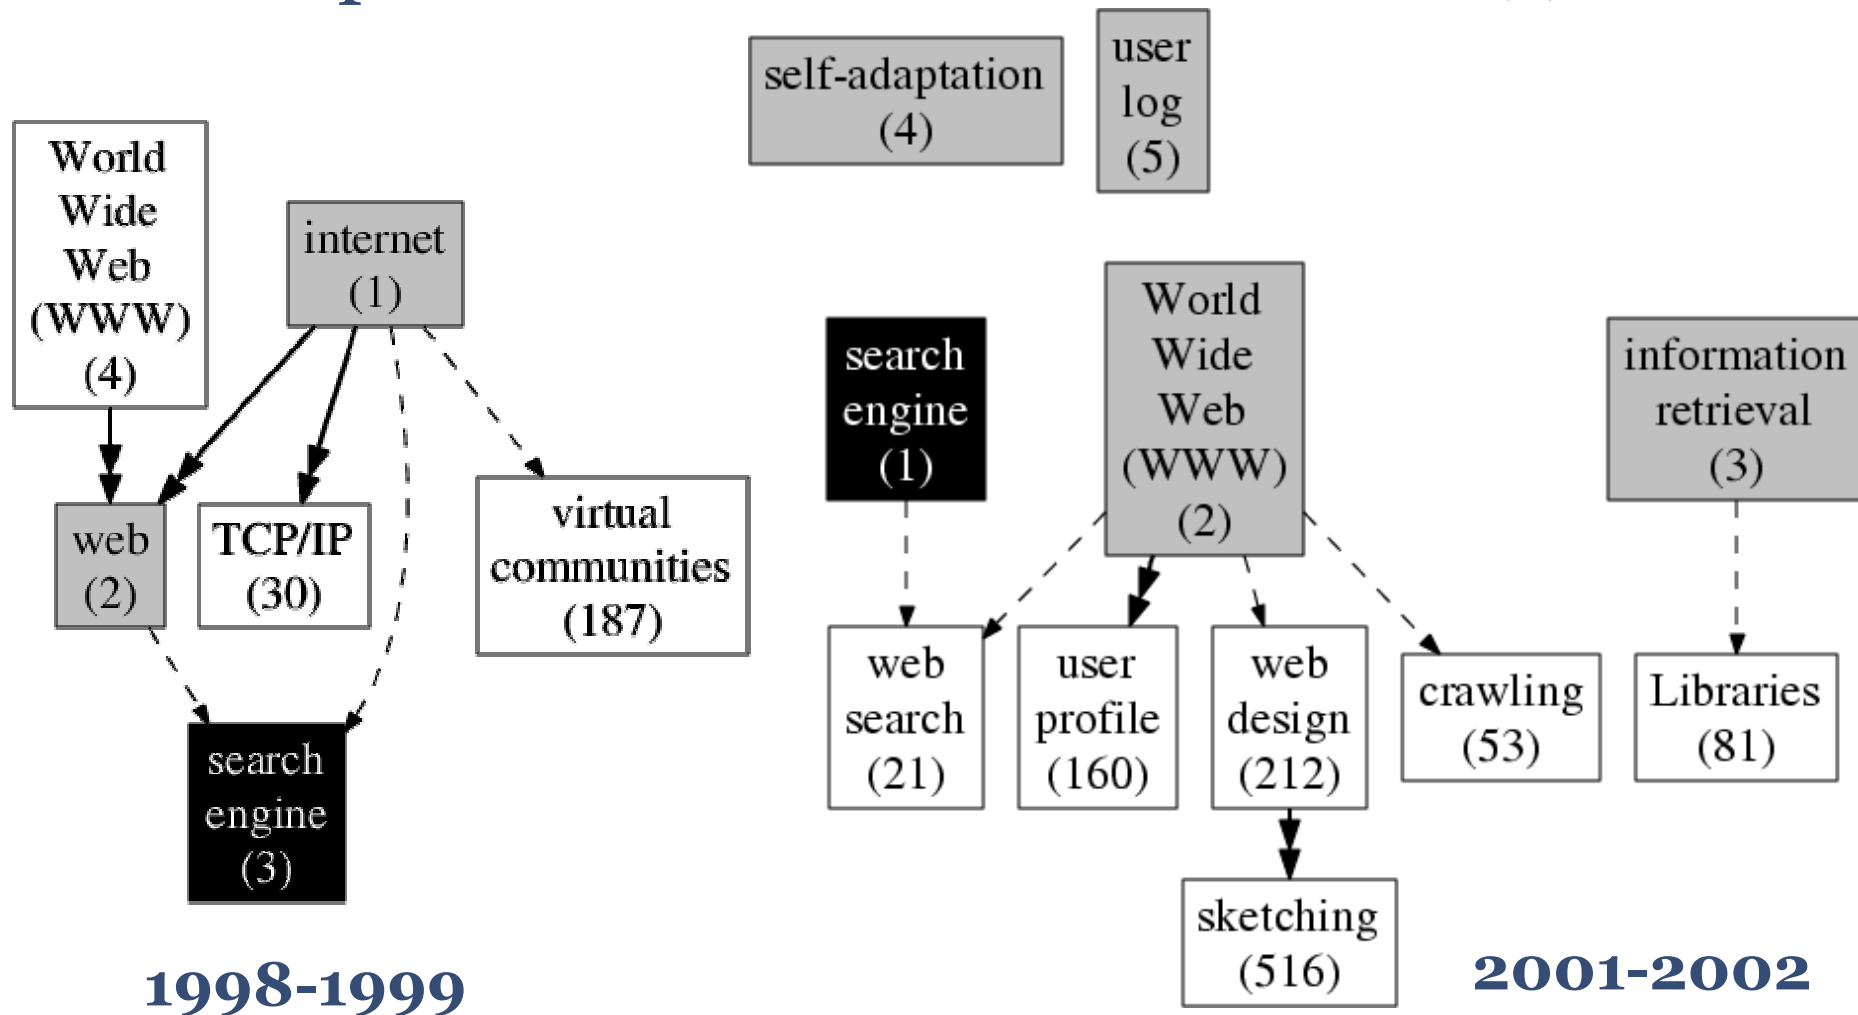 World
Wide
Web
(WWW)
(4)
internet
(1)
web
(2)
TCP/IP
(30)
virtual
communities
(187)
search
engine
(3)
1998-1999
self-adaptation
(4)
user
log
(5)
search
engine
(1)
World
Wide
Web
(WWW)
(2)
information
retrieval
(3)
web
search
(21)
user
profile
(160)
web
design
(212)
crawling
(53)
Libraries
(81)
sketching
(516)
2001-2002